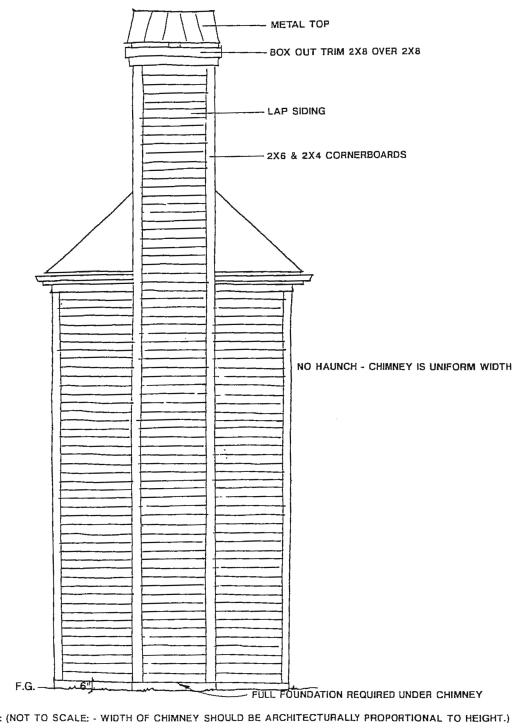 METAL TOP
BOX OUT TRIM 2X8 OVER 2X8
LAP SIDING
2X6 & 2X4 CORNERBOARDS
NO HAUNCH - CHIMNEY IS UNIFORM WIDTH
F.G.
6"
FULL FOUNDATION REQUIRED UNDER CHIMNEY
: (NOT TO SCALE: - WIDTH OF CHIMNEY SHOULD BE ARCHITECTURALLY PROPORTIONAL TO HEIGHT.)